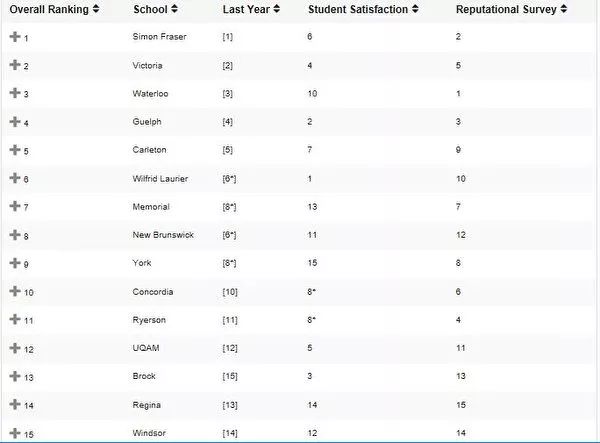 Overall Ranking School Last Year Student Satisfaction Reputational Survey
1 Simon Fraser [1] 6 2
2 Victoria [2] 4 5
3 Waterloo [3] 10 1
4 Guelph [4] 2 3
5 Carleton [5] 7 9
6 Wilfrid Laurier [6*] 1 10
7 Memorial [8*] 13 7
8 New Brunswick [6*] 11 12
9 York [8*] 15 8
10 Concordia [10] 8* 6
11 Ryerson [11] 8* 4
12 UQAM [12] 5 11
13 Brock [15] 3 13
14 Regina [13] 14 15
15 Windsor [14] 12 14